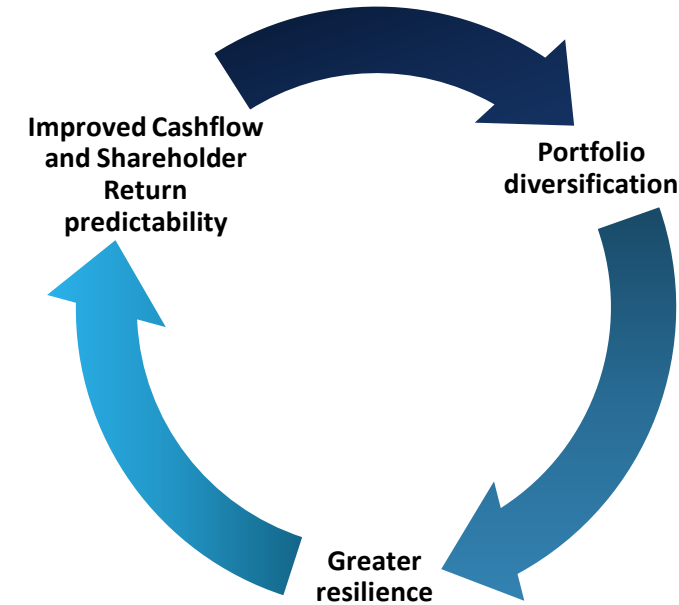 Improved Cashflow
and Shareholder
Return
predictability
Portfolio
diversification
Greater
resilience